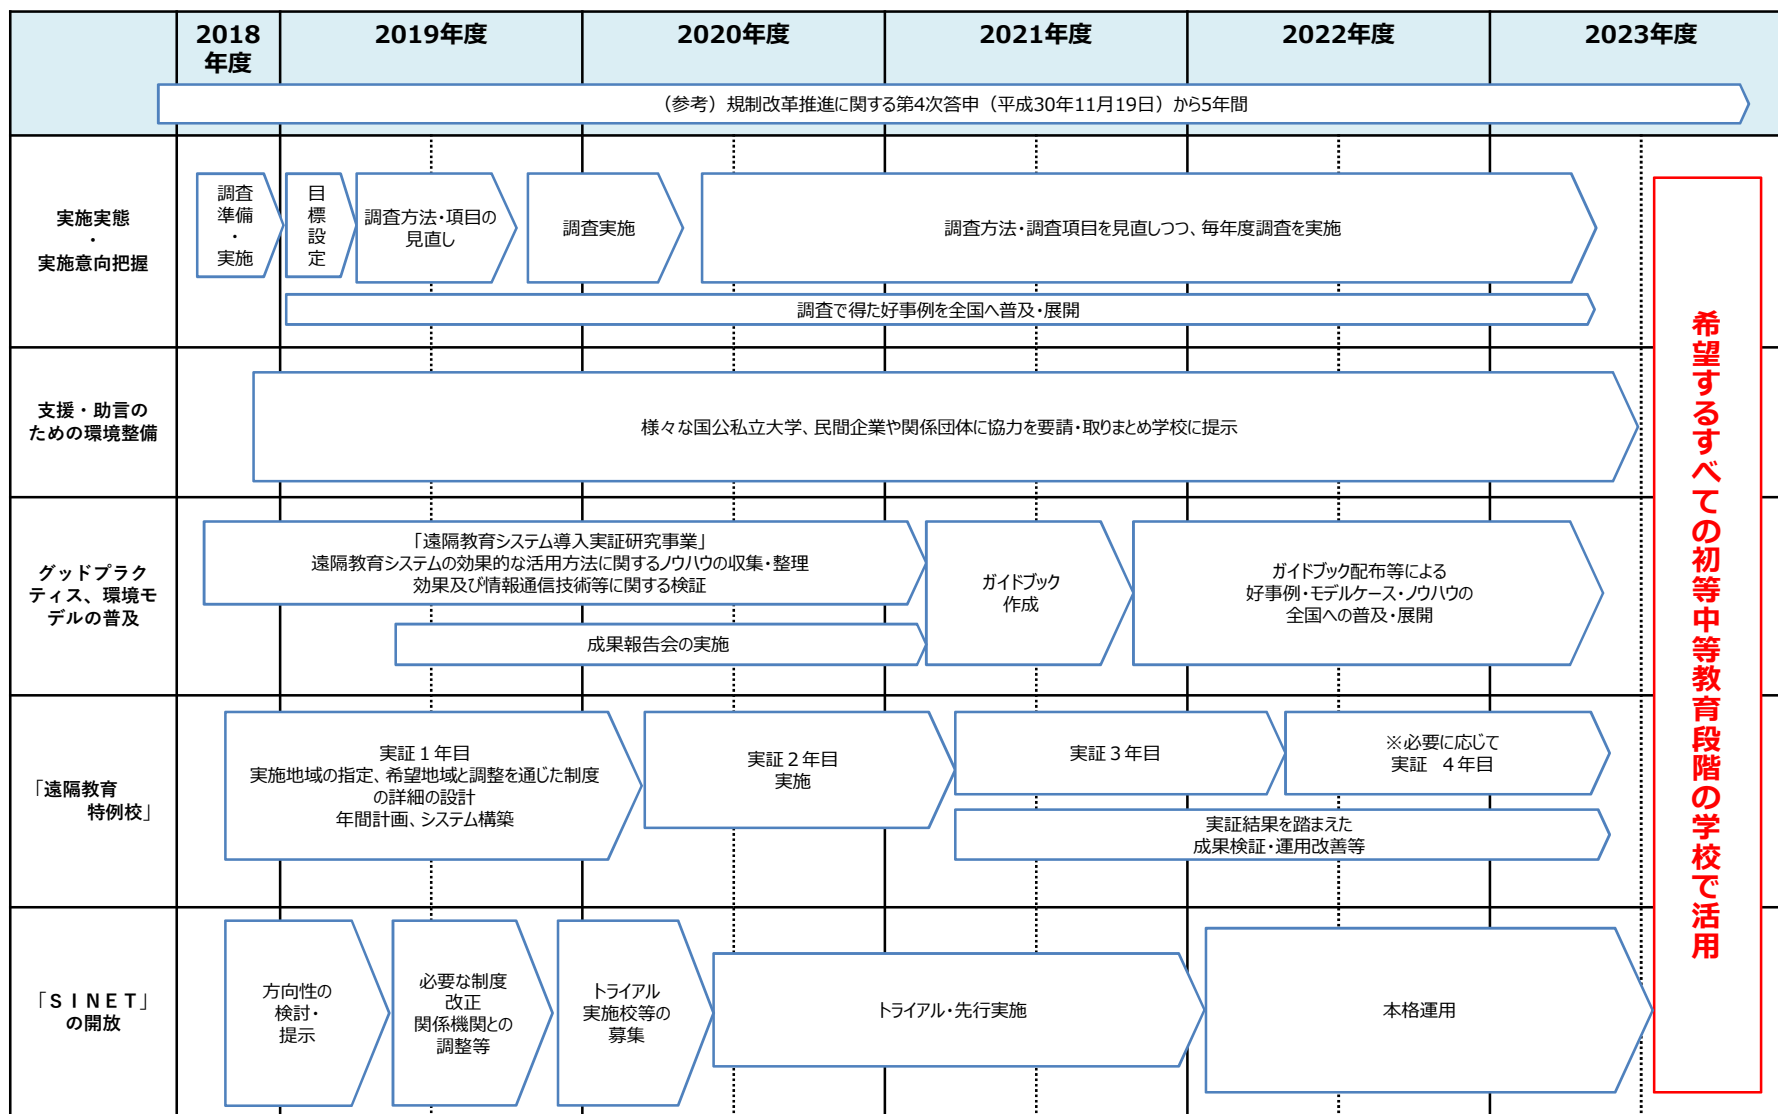 2018
年度
2019年度
2020年度
2021年度
2022年度
2023年度
（参考）規制改革推進に関する第4次答申（平成30年11月19日）から5年間
実施実態
・
実施意向把握
調査
準備
・
実施
目
標
設
定
調査方法・項目の
見直し
調査実施
調査方法・調査項目を見直しつつ、毎年度調査を実施
調査で得た好事例を全国へ普及・展開
支援・助言の
ための環境整備
様々な国公私立大学、民間企業や関係団体に協力を要請・取りまとめ学校に提示
グッドプラク
ティス、環境モ
デルの普及
「遠隔教育システム導入実証研究事業」
遠隔教育システムの効果的な活用方法に関するノウハウの収集・整理
効果及び情報通信技術等に関する検証
成果報告会の実施
ガイドブック
作成
ガイドブック配布等による
好事例・モデルケース・ノウハウの
全国への普及・展開
「遠隔教育
特例校」
実証１年目
実施地域の指定、希望地域と調整を通じた制度
の詳細の設計
年間計画、システム構築
実証２年目
実施
実証３年目
※必要に応じて
実証　４年目
実証結果を踏まえた
成果検証・運用改善等
「ＳＩＮＥＴ」
の開放
方向性の
検討・
提示
必要な制度
改正
関係機関との
調整等
トライアル
実施校等の
募集
トライアル・先行実施
本格運用
希望するすべての初等中等教育段階の学校で活用